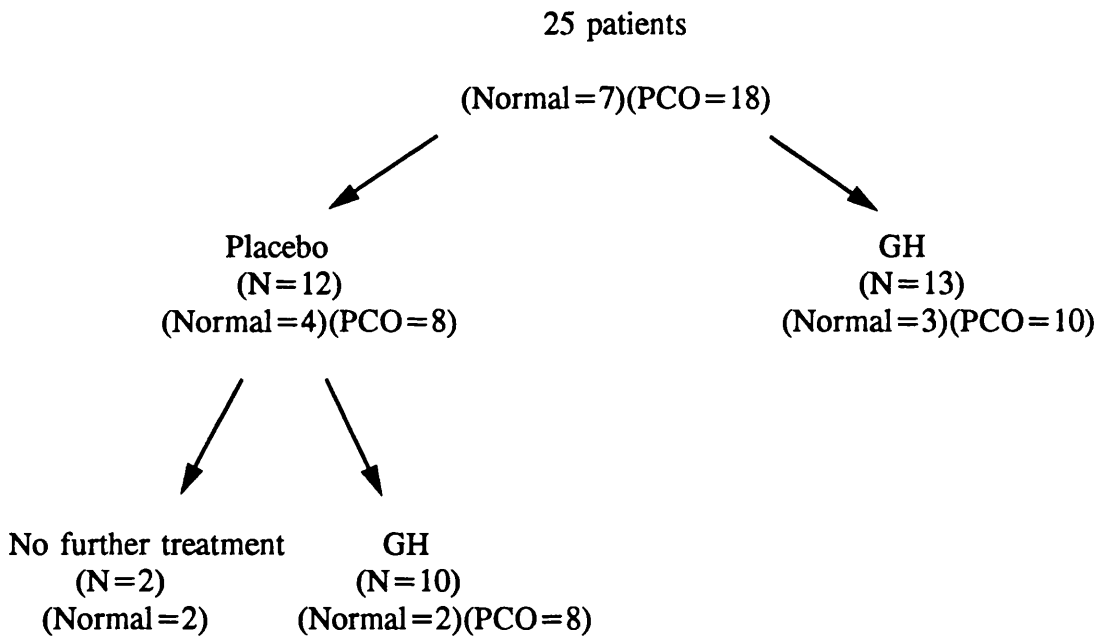 25 patients
(Normal=7)(PCO=18)
Placebo
(N=12)
(Normal=4)(PCO=8)
GH
(N=13)
(Normal=3)(PCO=10)
No further treatment
(N=2)
(Normal=2)
GH
(N=10)
(Normal=2)(PCO=8)